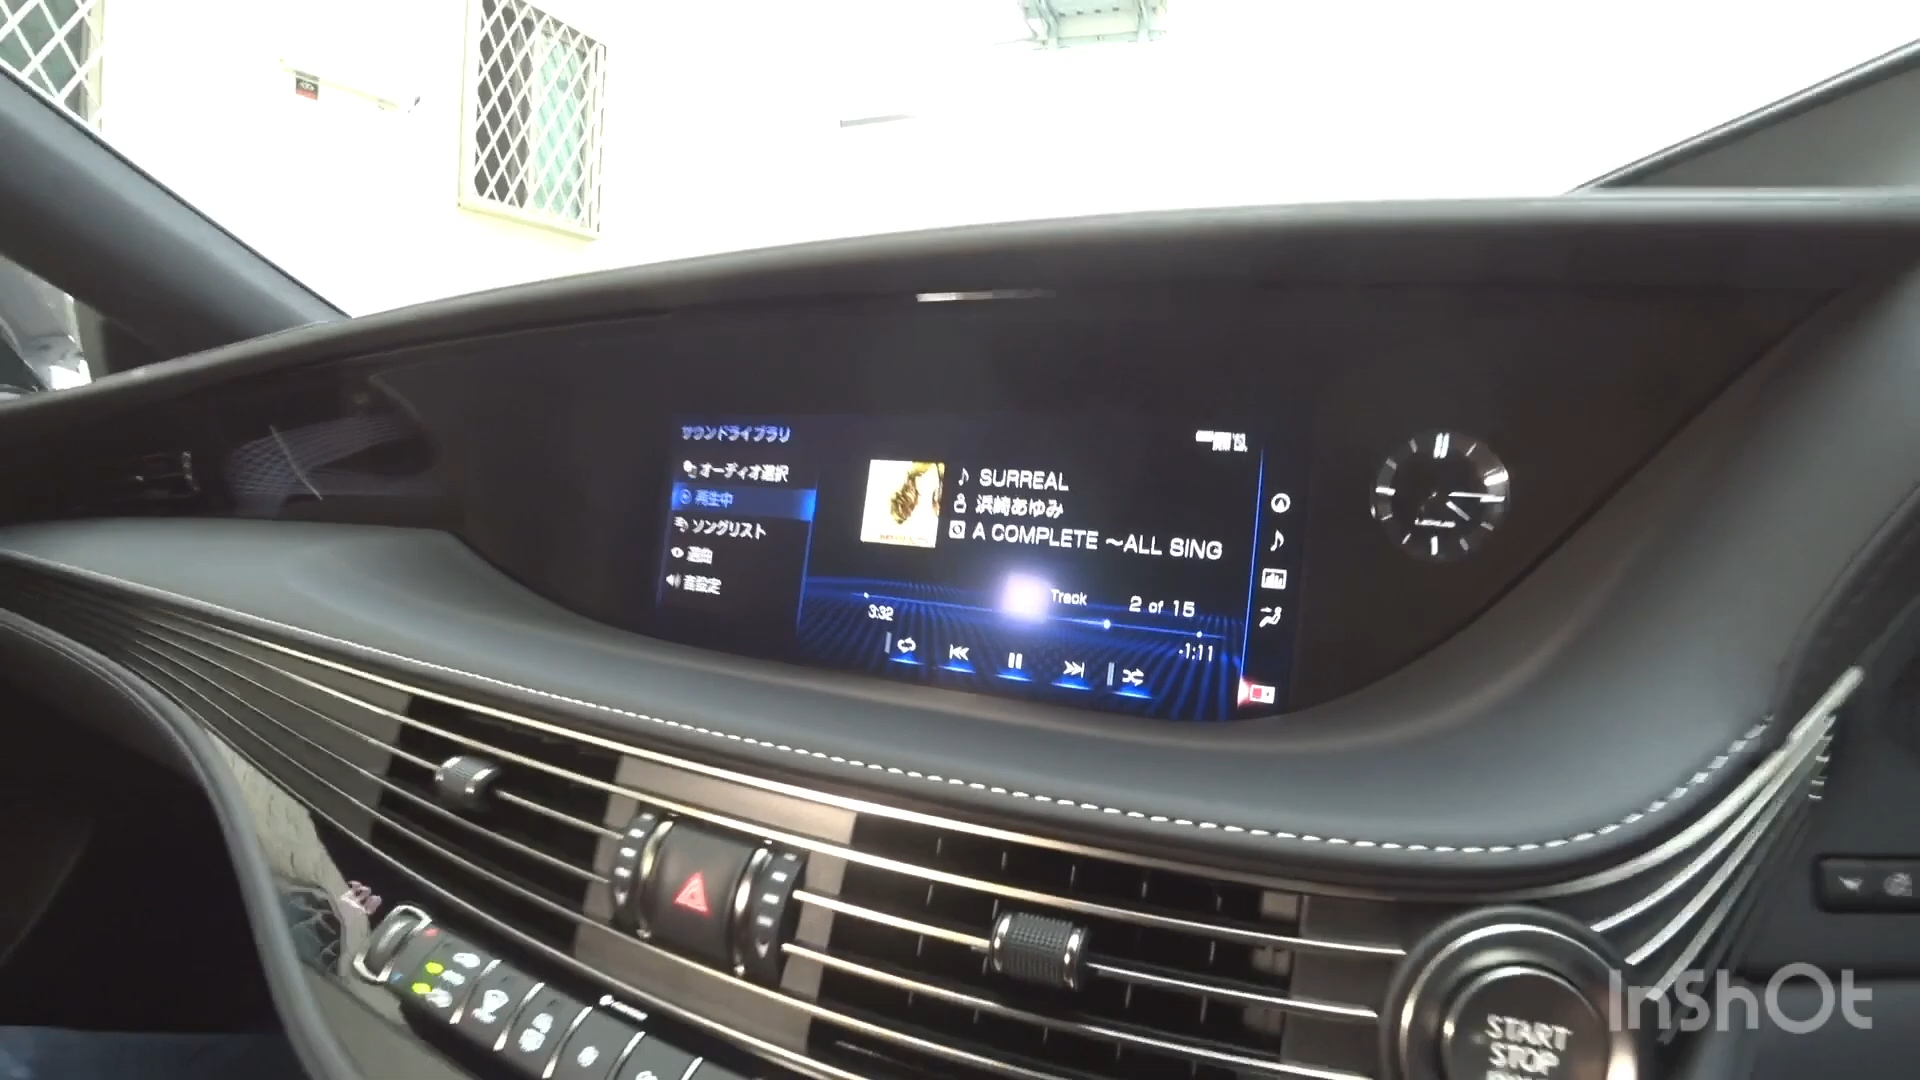 サウンドライブラリ
オーディオ選択
再生中
ソングリスト
選曲
音設定
SURREAL
浜崎あゆみ
A COMPLETE ～ALL SING
Track 2 of 15
3:32
-1:11
START
STOP
InShOt